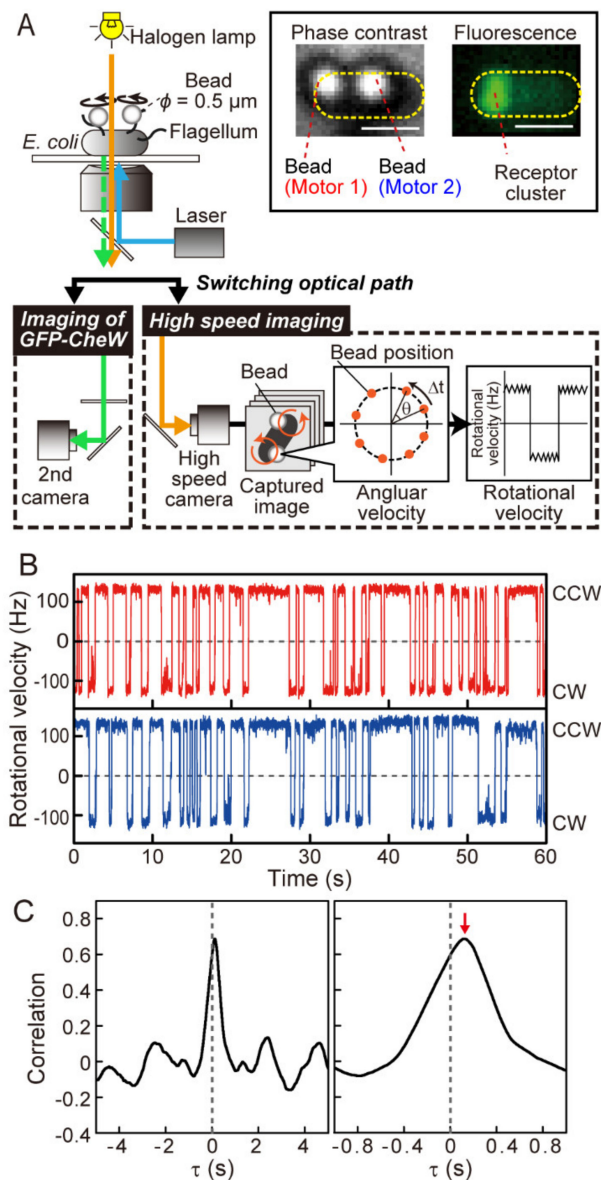 A
Halogen lamp
Bead
ϕ = 0.5 µm
E. coli
Flagellum
Laser
Phase contrast
Fluorescence
Bead
(Motor 1)
Bead
(Motor 2)
Receptor
cluster
Switching optical path
Imaging of
GFP-CheW
High speed imaging
2nd
camera
High
speed
camera
Bead
Captured
image
Bead position
Δt
θ
Angluar
velocity
Rotational
velocity (Hz)
Rotational
velocity
B
Rotational velocity (Hz)
100
0
-100
CCW
CW
100
0
-100
CCW
CW
0
10
20
30
40
50
60
Time (s)
C
Correlation
0.8
0.6
0.4
0.2
0
-0.2
-0.4
-4
-2
0
2
4
τ (s)
-0.8
-0.4
0
0.4
0.8
τ (s)